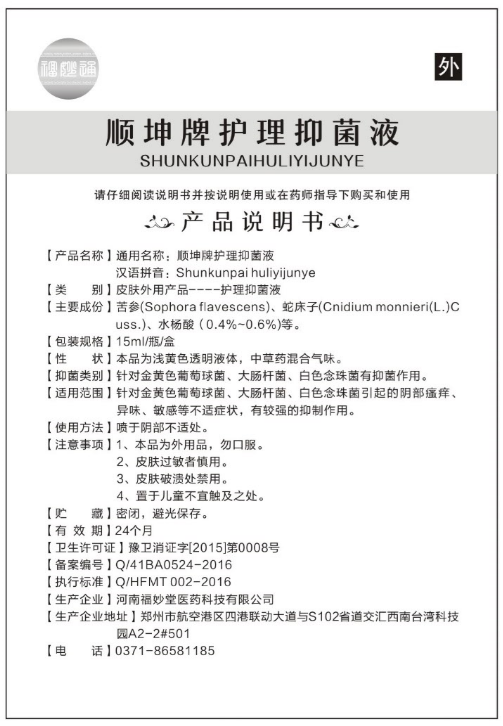 福妙福
外
顺坤牌护理抑菌液
SHUNKUNPAIHULIYIJUNYE
请仔细阅读说明书并按说明使用或在药师指导下购买和使用
产品说明书
【产品名称】通用名称：顺坤牌护理抑菌液
汉语拼音：Shunkunpai huliyijunye
【类　别】皮肤外用产品----护理抑菌液
【主要成份】苦参(Sophora flavescens)、蛇床子(Cnidium monnieri(L.)C
uss.)、水杨酸（0.4%~0.6%)等。
【包装规格】15ml/瓶/盒
【性　状】本品为浅黄色透明液体，中草药混合气味。
【抑菌类别】针对金黄色葡萄球菌、大肠杆菌、白色念珠菌有抑菌作用。
【适用范围】针对金黄色葡萄球菌、大肠杆菌、白色念珠菌引起的阴部瘙痒、
异味、敏感等不适症状，有较强的抑制作用。
【使用方法】喷于阴部不适处。
【注意事项】1、本品为外用品，勿口服。
2、皮肤过敏者慎用。
3、皮肤破溃处禁用。
4、置于儿童不宜触及之处。
【贮　藏】密闭，避光保存。
【有 效 期】24个月
【卫生许可证】豫卫消证字[2015]第0008号
【备案编号】Q/41BA0524-2016
【执行标准】Q/HFMT 002-2016
【生产企业】河南福妙堂医药科技有限公司
【生产企业地址】郑州市航空港区四港联动大道与S102省道交汇西南台湾科技
园A2-2#501
【电　话】0371-86581185